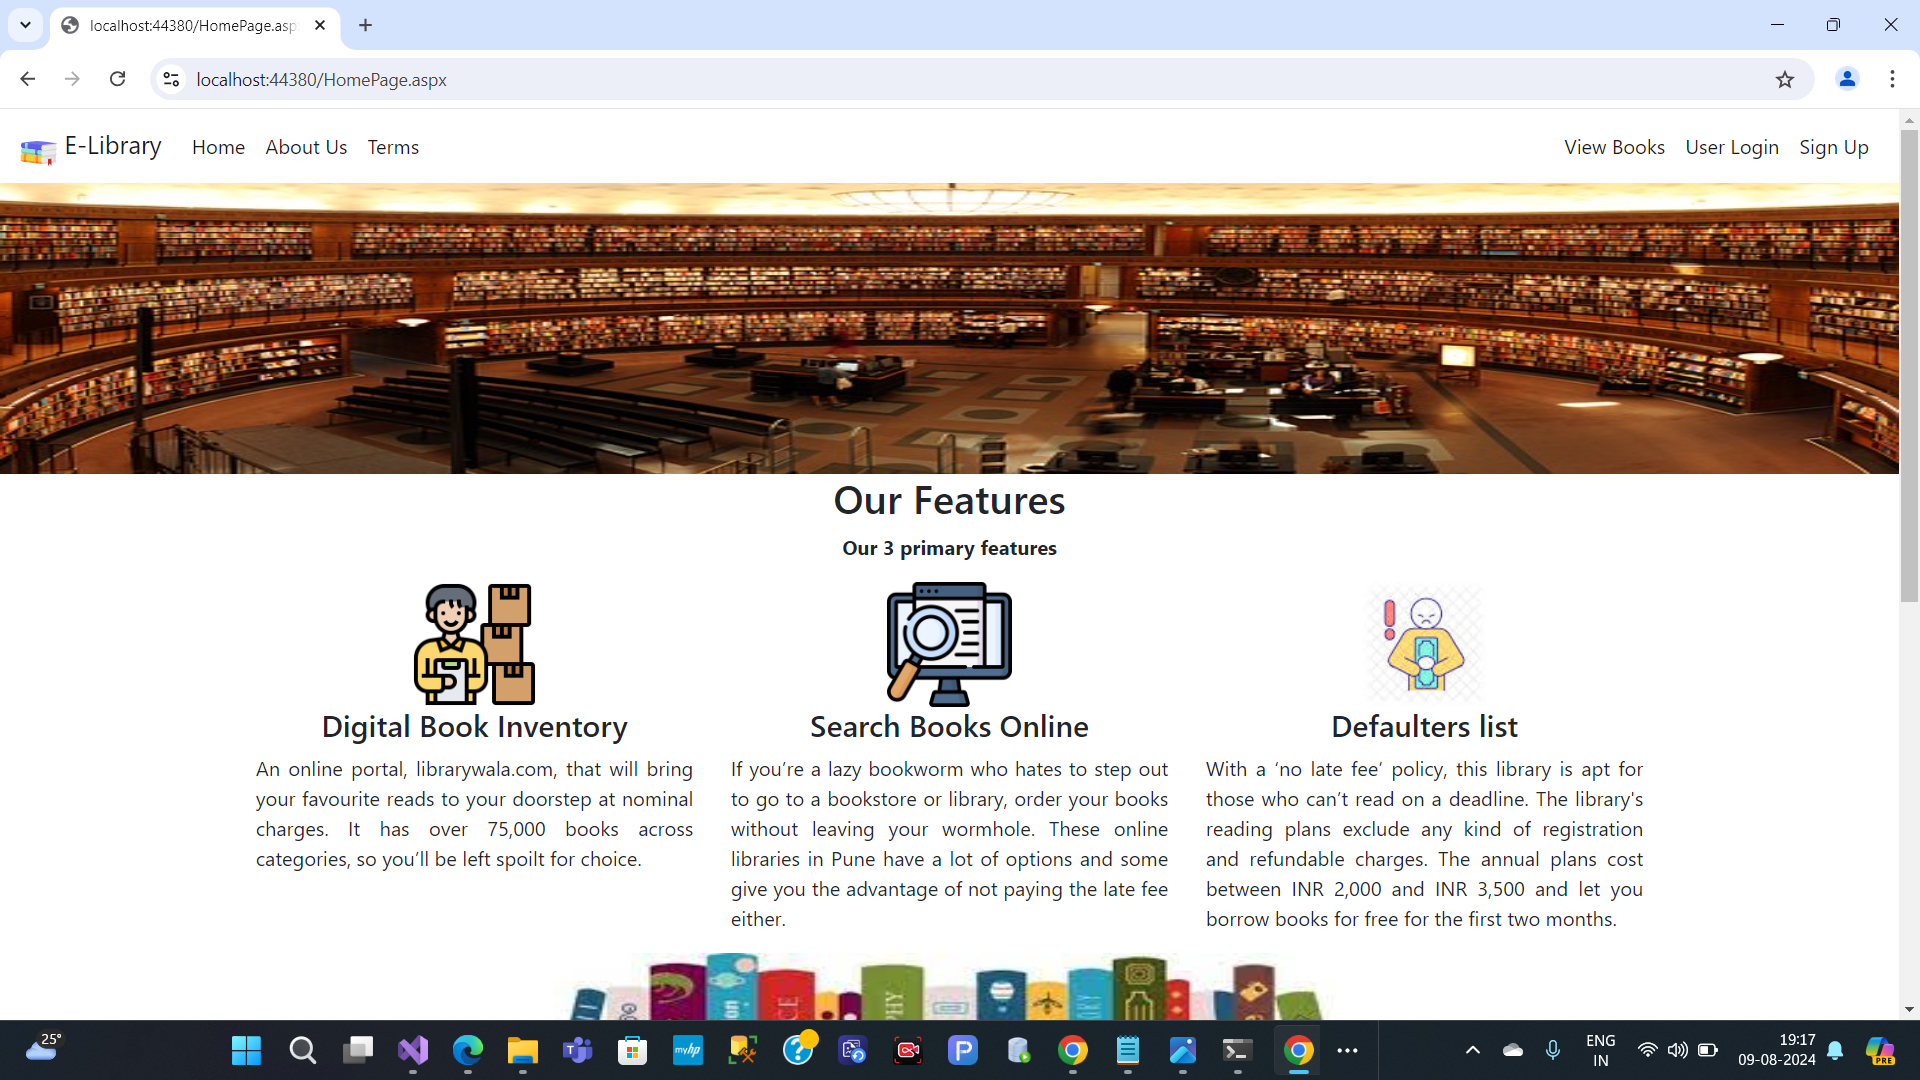 localhost:44380/HomePage.asp
localhost:44380/HomePage.aspx
E-Library Home About Us Terms View Books User Login Sign Up
Our Features
Our 3 primary features
Digital Book Inventory
An online portal, librarywala.com, that will bring
your favourite reads to your doorstep at nominal
charges. It has over 75,000 books across
categories, so you’ll be left spoilt for choice.
Search Books Online
If you’re a lazy bookworm who hates to step out
to go to a bookstore or library, order your books
without leaving your wormhole. These online
libraries in Pune have a lot of options and some
give you the advantage of not paying the late fee
either.
Defaulters list
With a ‘no late fee’ policy, this library is apt for
those who can’t read on a deadline. The library's
reading plans exclude any kind of registration
and refundable charges. The annual plans cost
between INR 2,000 and INR 3,500 and let you
borrow books for free for the first two months.
25°
myhp
ENG
IN
19:17
09-08-2024
PRE